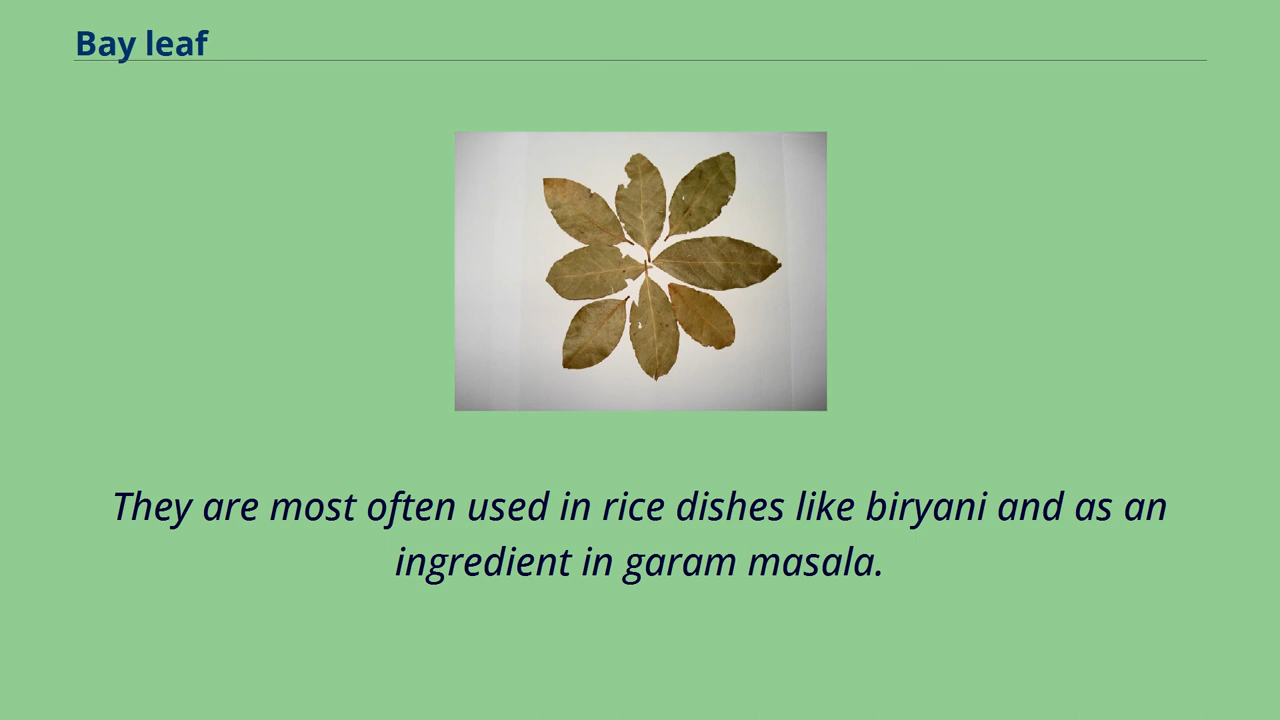 Bay leaf
They are most often used in rice dishes like biryani and as an
ingredient in garam masala.